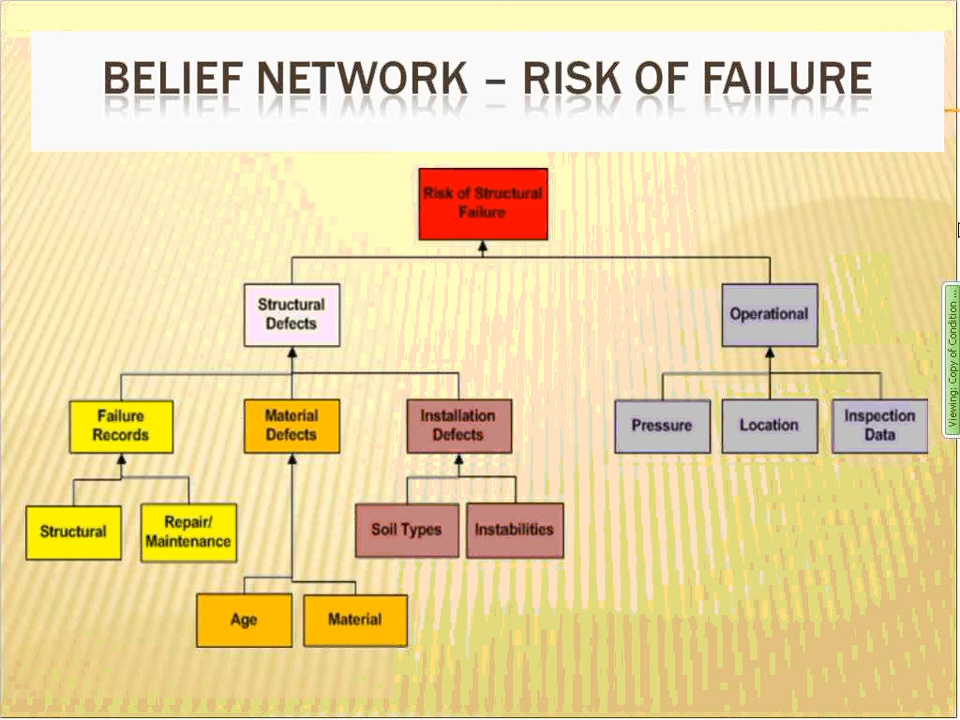 BELIEF NETWORK – RISK OF FAILURE
Risk of Structural
Failure
Structural
Defects
Operational
Failure
Records
Material
Defects
Installation
Defects
Pressure
Location
Inspection
Data
Structural
Repair/
Maintenance
Soil Types
Instabilities
Age
Material
Viewing: Copy of Condition ...